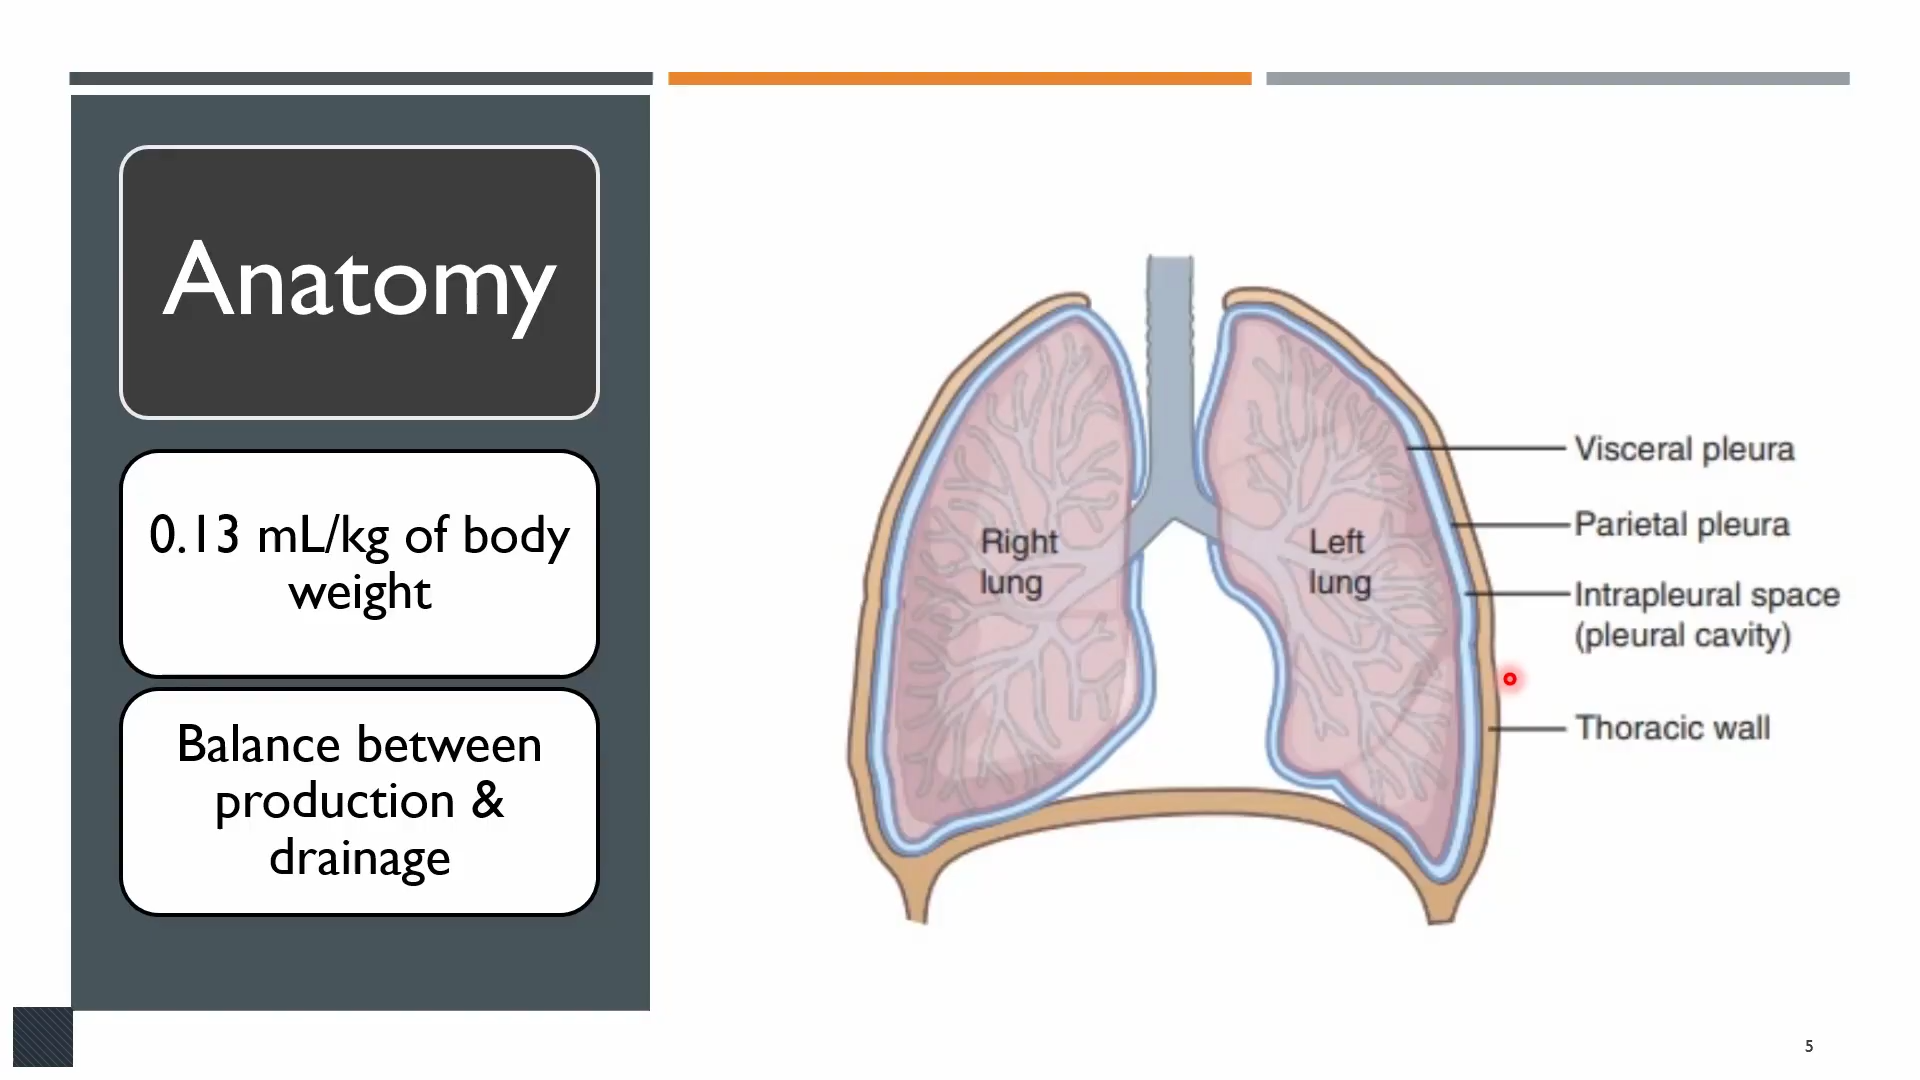 Anatomy
0.13 mL/kg of body
weight
Balance between
production &
drainage
Right
lung
Left
lung
Visceral pleura
Parietal pleura
Intrapleural space
(pleural cavity)
Thoracic wall
5